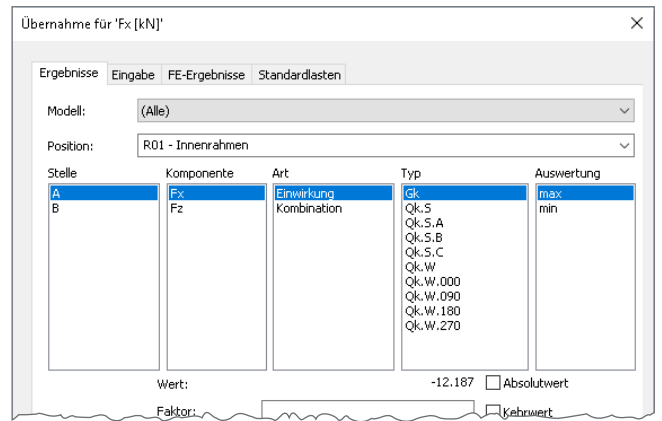 Übernahme für 'Fx [kN]'
Ergebnisse Eingabe FE-Ergebnisse Standardlasten
Modell: (Alle)
Position: R01 - Innenrahmen
Stelle Komponente Art Typ Auswertung
A Fx Einwirkung Gk max
B Fz Kombination Qk.S min
Qk.S.A
Qk.S.B
Qk.S.C
Qk.W
Qk.W.000
Qk.W.090
Qk.W.180
Qk.W.270
Wert: -12.187 Absolutwert
Faktor: Kehrwert